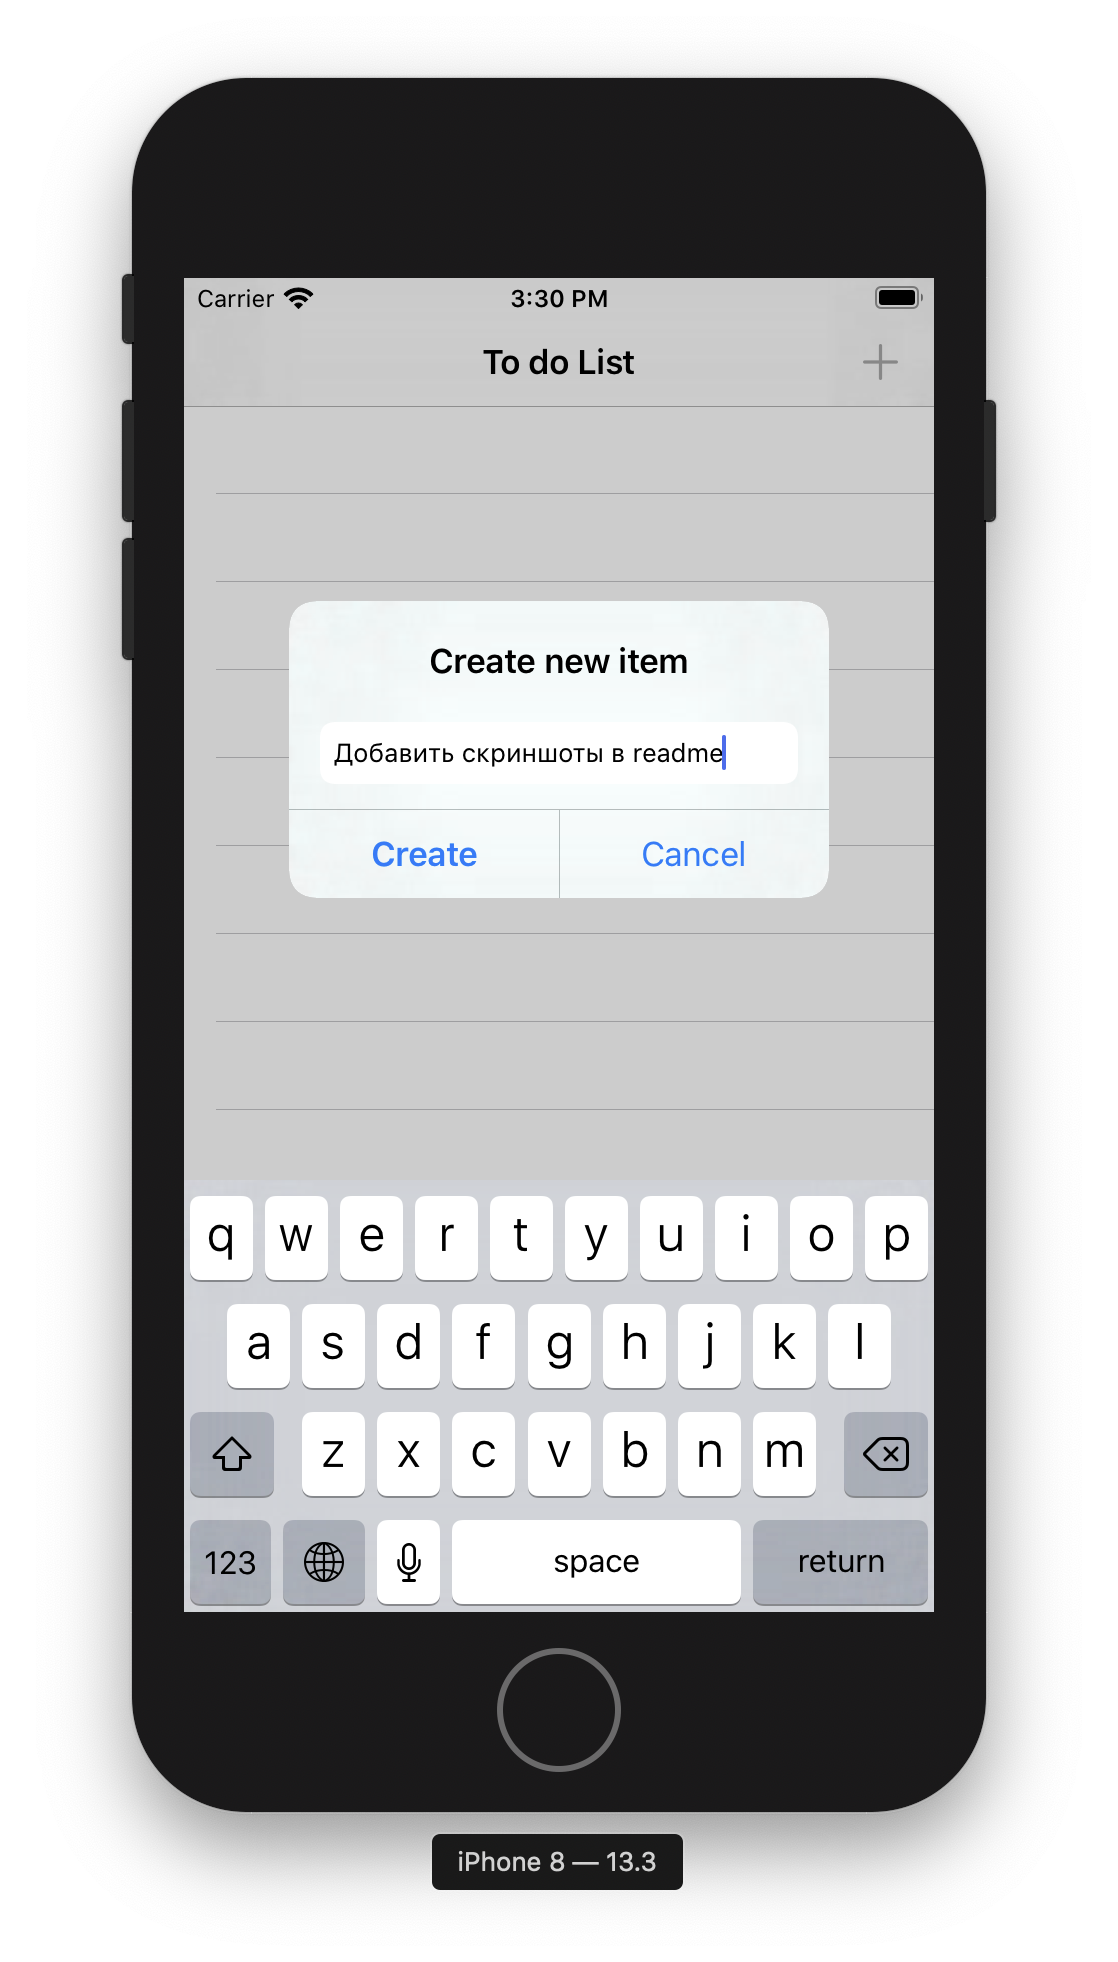 Carrier 3:30 PM
To do List
Create new item
Добавить скриншоты в readme
Create Cancel
q w e r t y u i o p
a s d f g h j k l
z x c v b n m
123 space return
iPhone 8 — 13.3